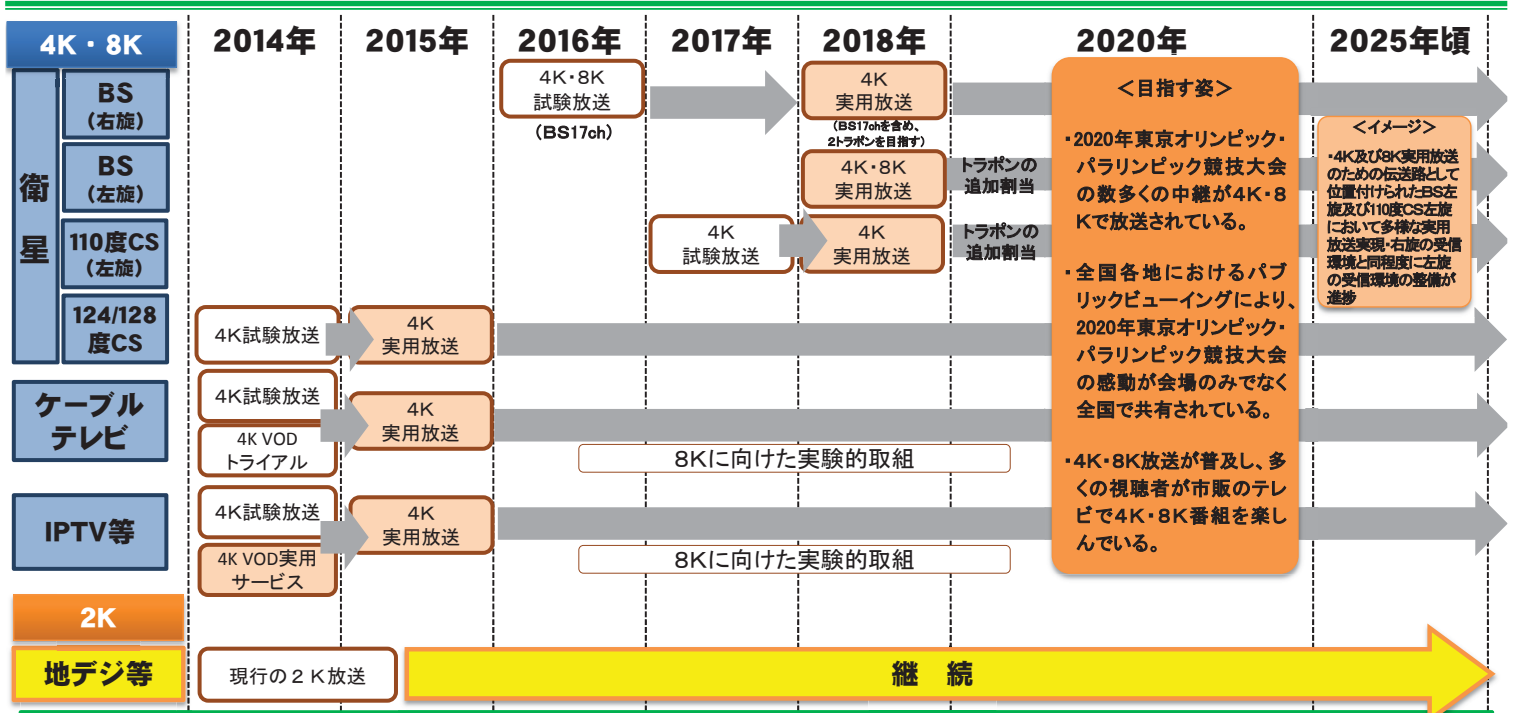 4K・8K
2014年
2015年
2016年
2017年
2018年
2020年
2025年頃
衛星
BS
(右旋)
4K・8K
試験放送
(BS17ch)
4K
実用放送
(BS17chを含め、
2トラポンを目指す)
BS
(左旋)
4K・8K
実用放送
トラポンの
追加割当
110度CS
(左旋)
4K
試験放送
4K
実用放送
トラポンの
追加割当
124/128
度CS
4K試験放送
4K
実用放送
ケーブル
テレビ
4K試験放送
4K VOD
トライアル
4K
実用放送
8Kに向けた実験的取組
IPTV等
4K試験放送
4K VOD実用
サービス
4K
実用放送
8Kに向けた実験的取組
＜目指す姿＞
・2020年東京オリンピック・
パラリンピック競技大会
の数多くの中継が4K・8
Kで放送されている。
・全国各地におけるパブ
リックビューイングにより、
2020年東京オリンピック・
パラリンピック競技大会
の感動が会場のみでなく
全国で共有されている。
・4K・8K放送が普及し、多
くの視聴者が市販のテレ
ビで4K・8K番組を楽し
んでいる。
＜イメージ＞
・4K及び8K実用放送
のための伝送路として
位置付けられたBS左
旋及び110度CS左旋
において多様な実用
放送実現・右旋の受信
環境と同程度に左旋
の受信環境の整備が
進捗
2K
地デジ等
現行の２Ｋ放送
継 続